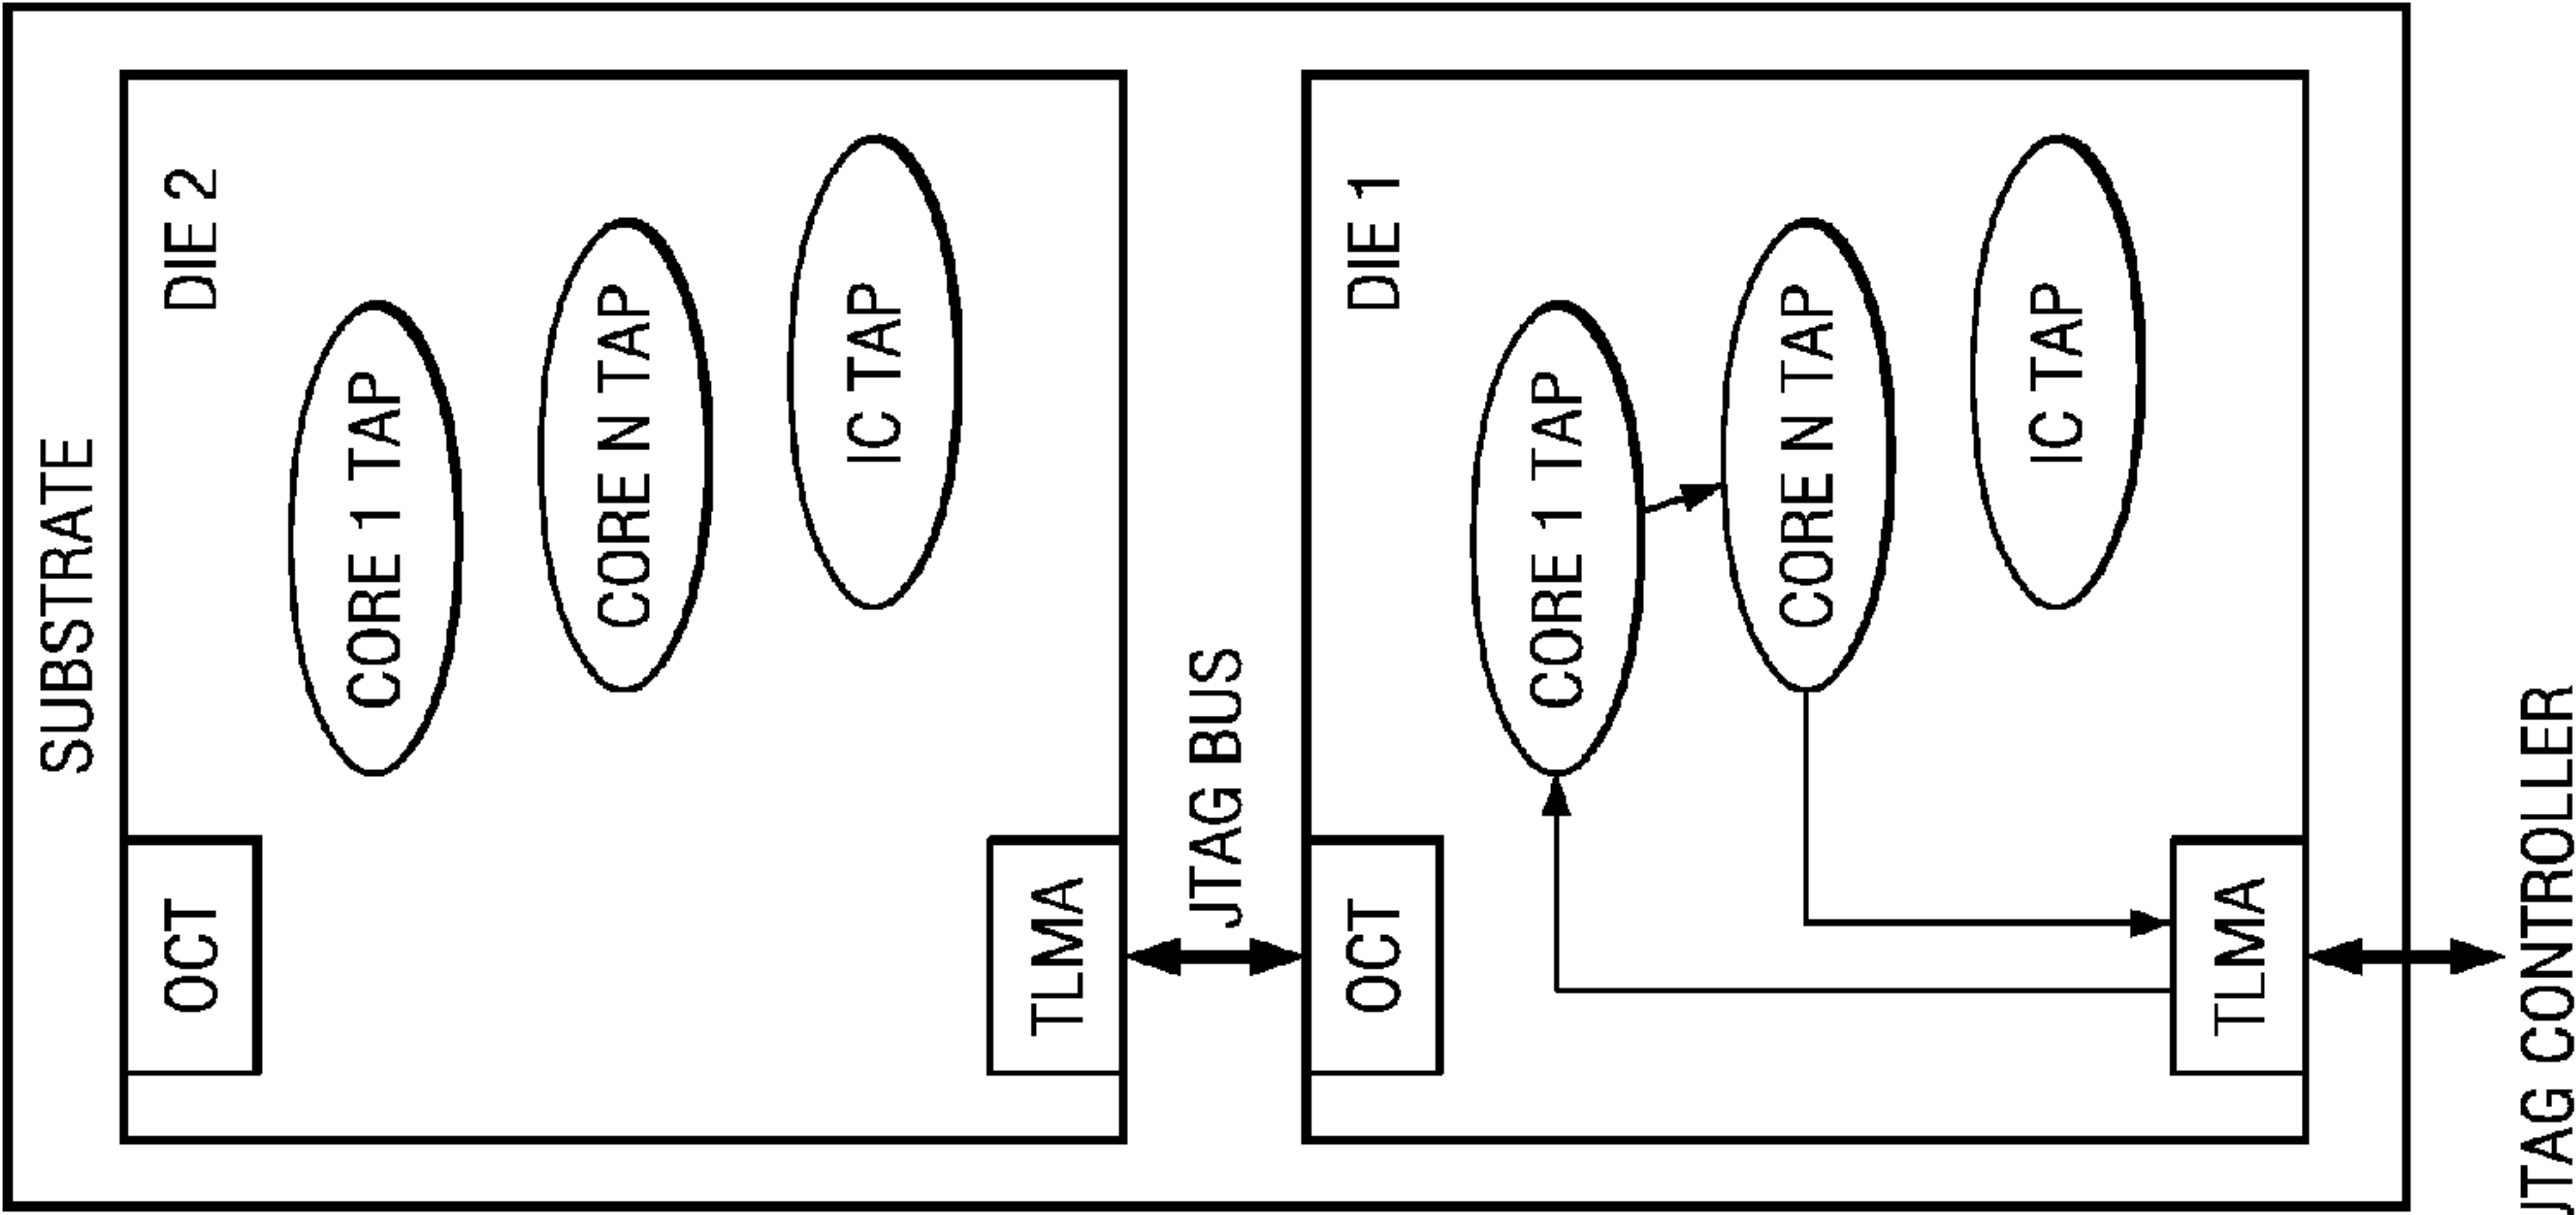 SUBSTRATE
DIE 2
CORE 1 TAP
CORE N TAP
IC TAP
OCT
TLMA
JTAG BUS
DIE 1
CORE 1 TAP
CORE N TAP
IC TAP
OCT
TLMA
JTAG CONTROLLER